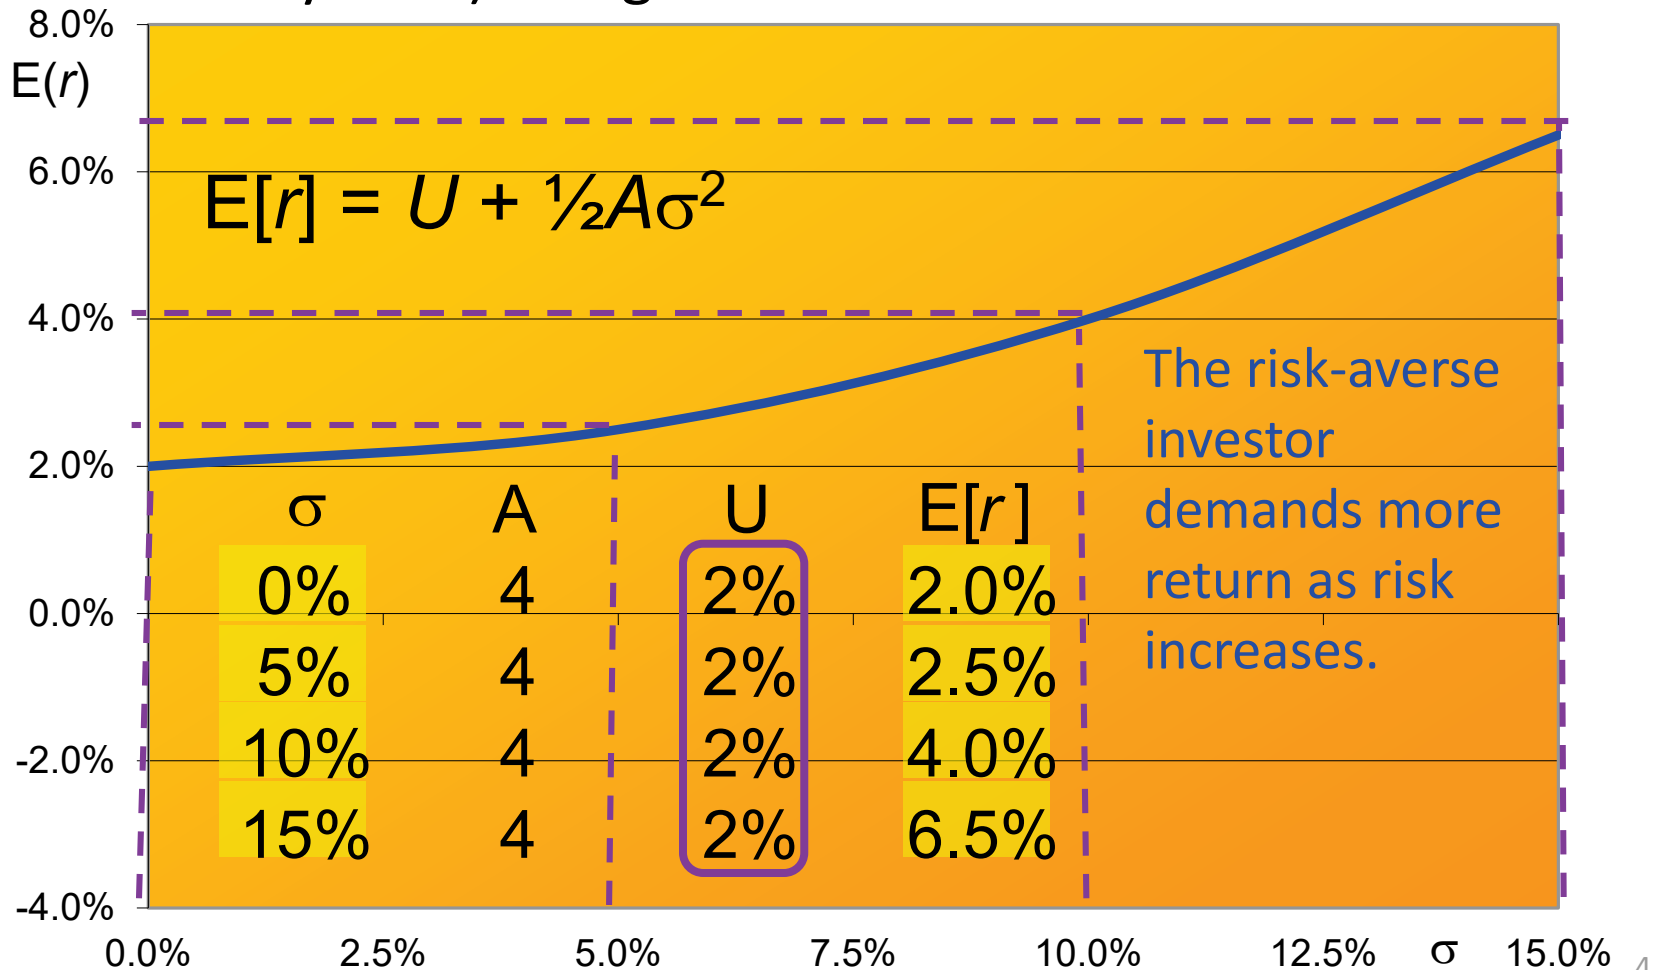 8.0%
E(r)
6.0%
E[r] = U + ½Aσ²
4.0%
The risk-averse
investor
demands more
return as risk
increases.
2.0%
σ A U E[r]
0% 4 2% 2.0%
0.0%
5% 4 2% 2.5%
10% 4 2% 4.0%
-2.0%
15% 4 2% 6.5%
-4.0%
0.0% 2.5% 5.0% 7.5% 10.0% 12.5% σ 15.0%